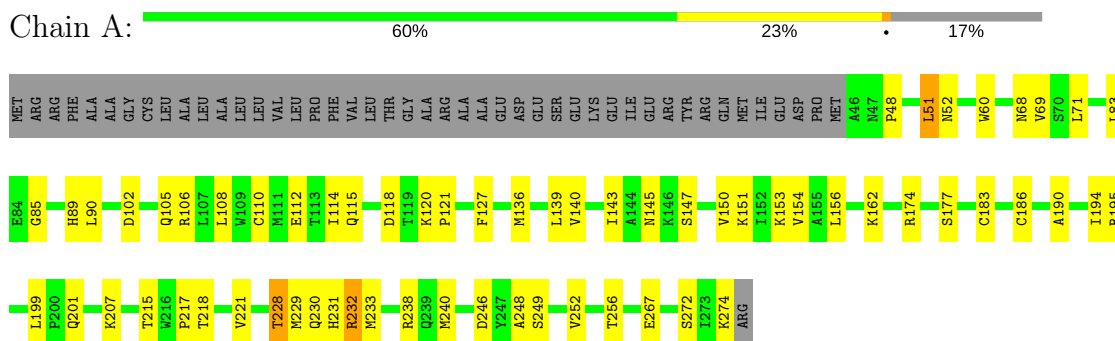 Chain A:
60% 23% • 17%
MET ARG ARG PHE ALA ALA GLY CYS LEU ALA LEU ALA LEU LEU VAL LEU PRO PHE VAL LEU THR GLY ALA ARG ALA ALA GLU ASP GLU SER GLU LYS GLU ILE GLU ARG TYR ARG GLN MET ILE GLU ASP PRO MET A46 N47 P48 L51 N52 W60 N68 V69 S70 L71
E84 G85 H89 L90 D102 Q105 R106 L107 L108 W109 C110 M111 E112 T113 I114 Q115 D118 T119 K120 P121 F127 M136 L139 V140 I143 A144 N145 K146 S147 V150 K151 I152 K153 V154 A155 L156 K162 R174 S177 C183 C186 A190 I194
L199 P200 Q201 K207 T215 W216 P217 T218 V221 T228 M229 Q230 H231 R232 M233 R238 Q239 M240 D246 Y247 A248 S249 V252 T256 E267 S272 I273 K274 ARG